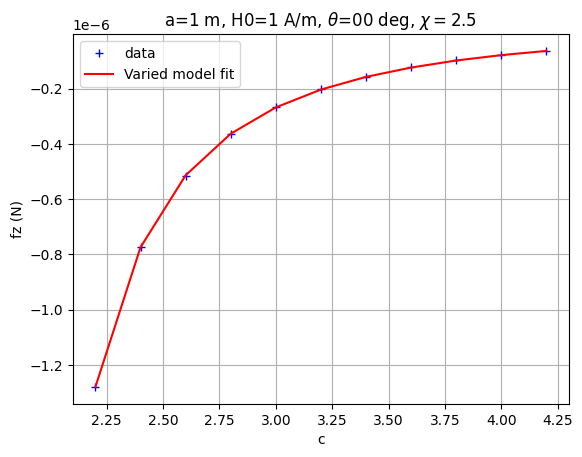 a=1 m, H0=1 A/m, θ=00 deg, χ = 2.5
1e−6
data
Varied model fit
−0.2
−0.4
−0.6
−0.8
−1.0
−1.2
fz (N)
2.25 2.50 2.75 3.00 3.25 3.50 3.75 4.00 4.25
c